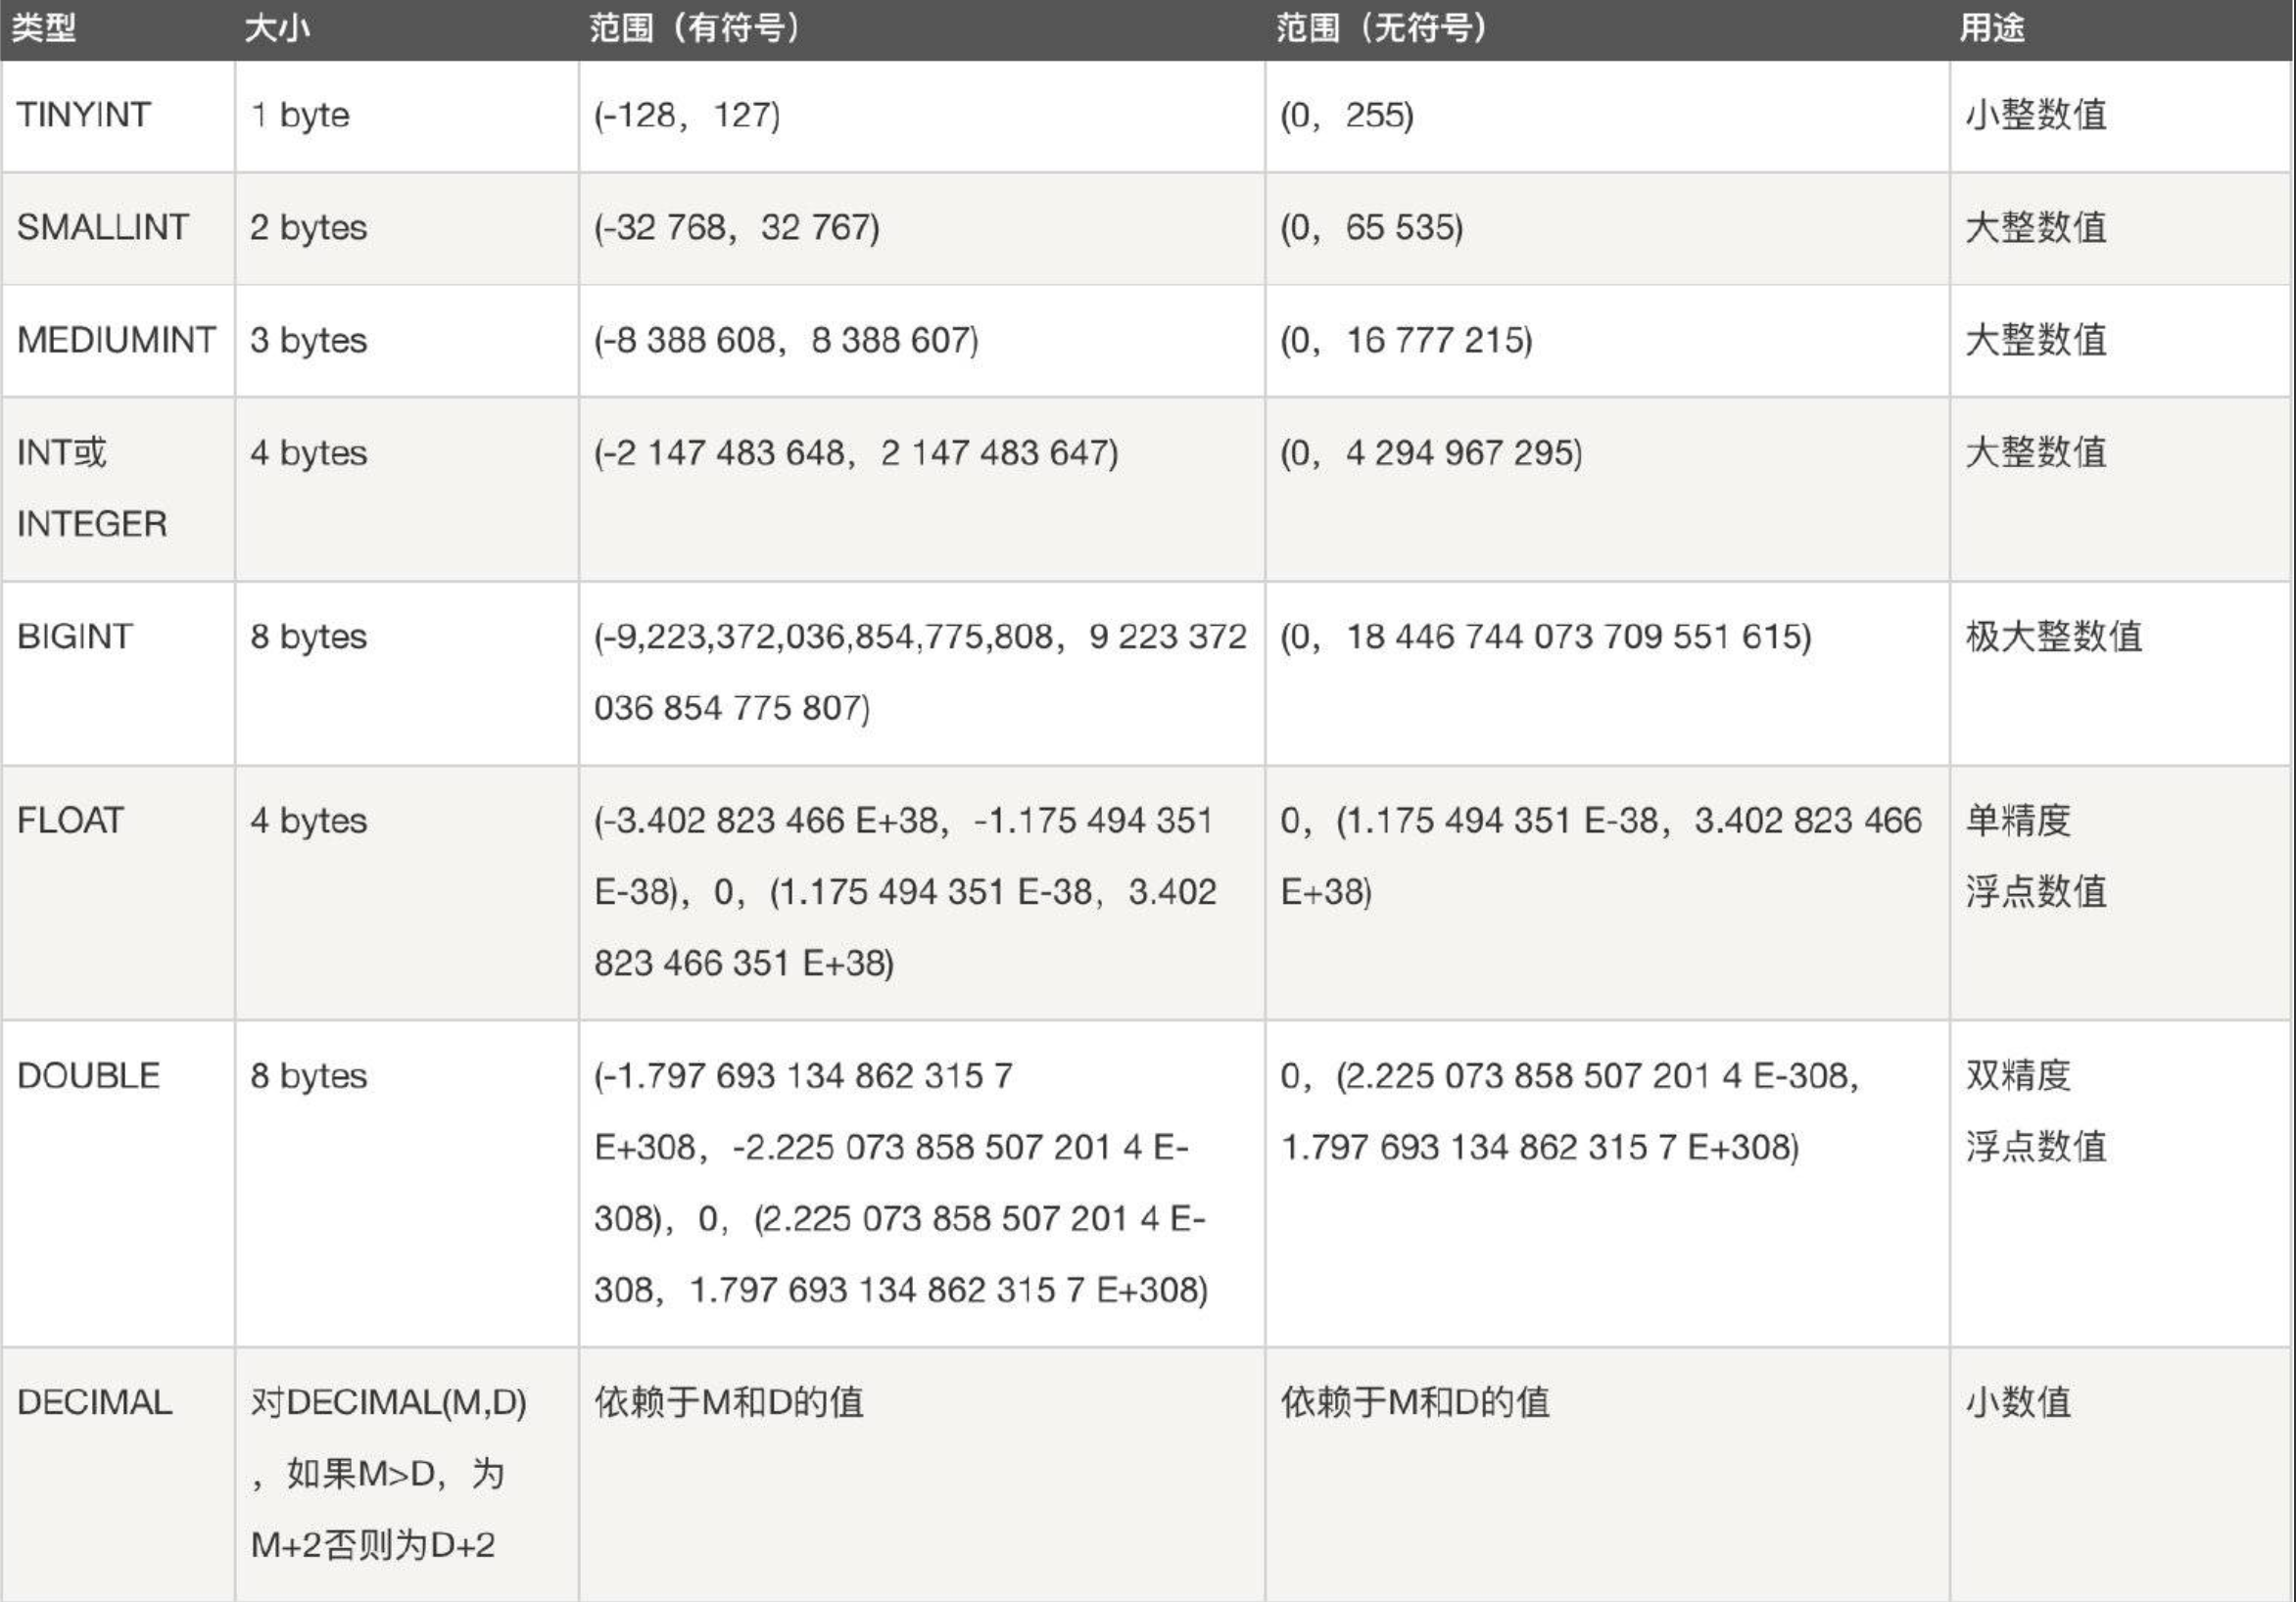 类型 大小 范围（有符号） 范围（无符号） 用途
TINYINT 1 byte (-128，127) (0，255) 小整数值
SMALLINT 2 bytes (-32 768，32 767) (0，65 535) 大整数值
MEDIUMINT 3 bytes (-8 388 608，8 388 607) (0，16 777 215) 大整数值
INT或 4 bytes (-2 147 483 648，2 147 483 647) (0，4 294 967 295) 大整数值
INTEGER
BIGINT 8 bytes (-9,223,372,036,854,775,808，9 223 372 (0，18 446 744 073 709 551 615) 极大整数值
036 854 775 807)
FLOAT 4 bytes (-3.402 823 466 E+38，-1.175 494 351 0，(1.175 494 351 E-38，3.402 823 466 单精度
E-38)，0，(1.175 494 351 E-38，3.402 E+38) 浮点数值
823 466 351 E+38)
DOUBLE 8 bytes (-1.797 693 134 862 315 7 0，(2.225 073 858 507 201 4 E-308， 双精度
E+308，-2.225 073 858 507 201 4 E- 1.797 693 134 862 315 7 E+308) 浮点数值
308)，0，(2.225 073 858 507 201 4 E-
308，1.797 693 134 862 315 7 E+308)
DECIMAL 对DECIMAL(M,D) 依赖于M和D的值 依赖于M和D的值 小数值
，如果M>D，为
M+2否则为D+2